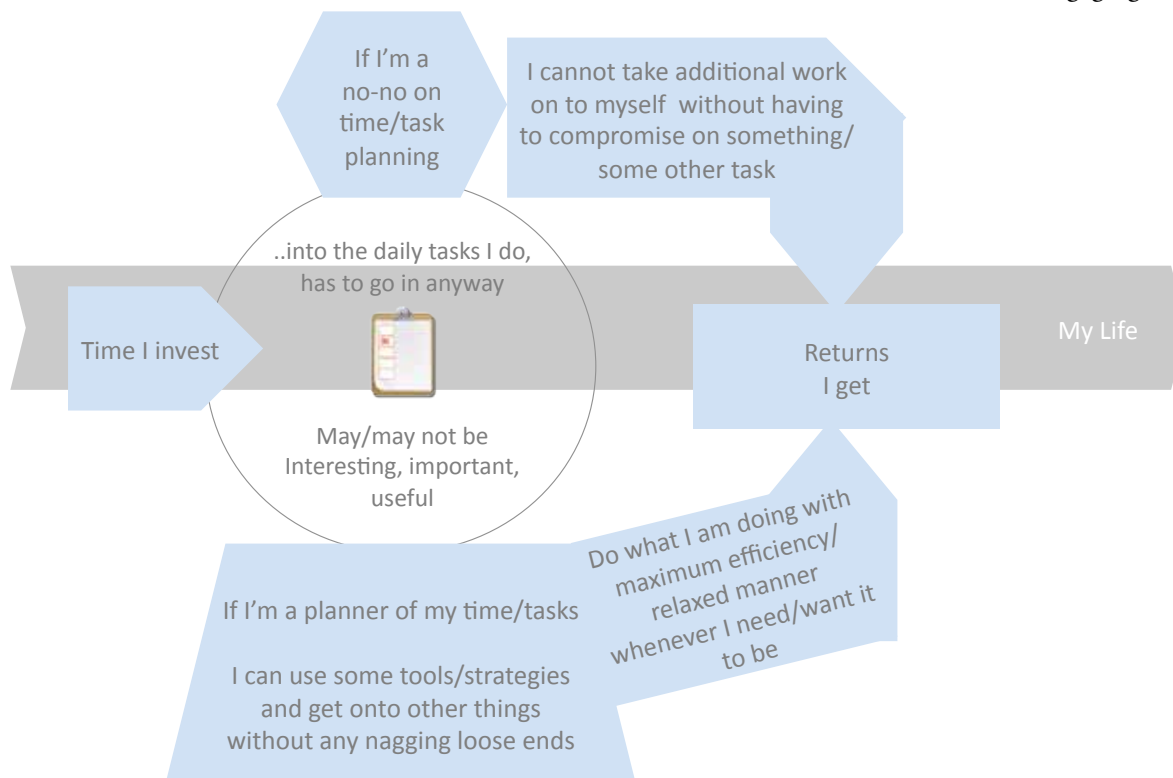 If I’m a
no-no on
time/task
planning
I cannot take additional work
on to myself without having
to compromise on something/
some other task
..into the daily tasks I do,
has to go in anyway
Time I invest
My Life
Returns
I get
May/may not be
Interesting, important,
useful
Do what I am doing with
maximum efficiency/
relaxed manner
whenever I need/want it
to be
If I’m a planner of my time/tasks
I can use some tools/strategies
and get onto other things
without any nagging loose ends